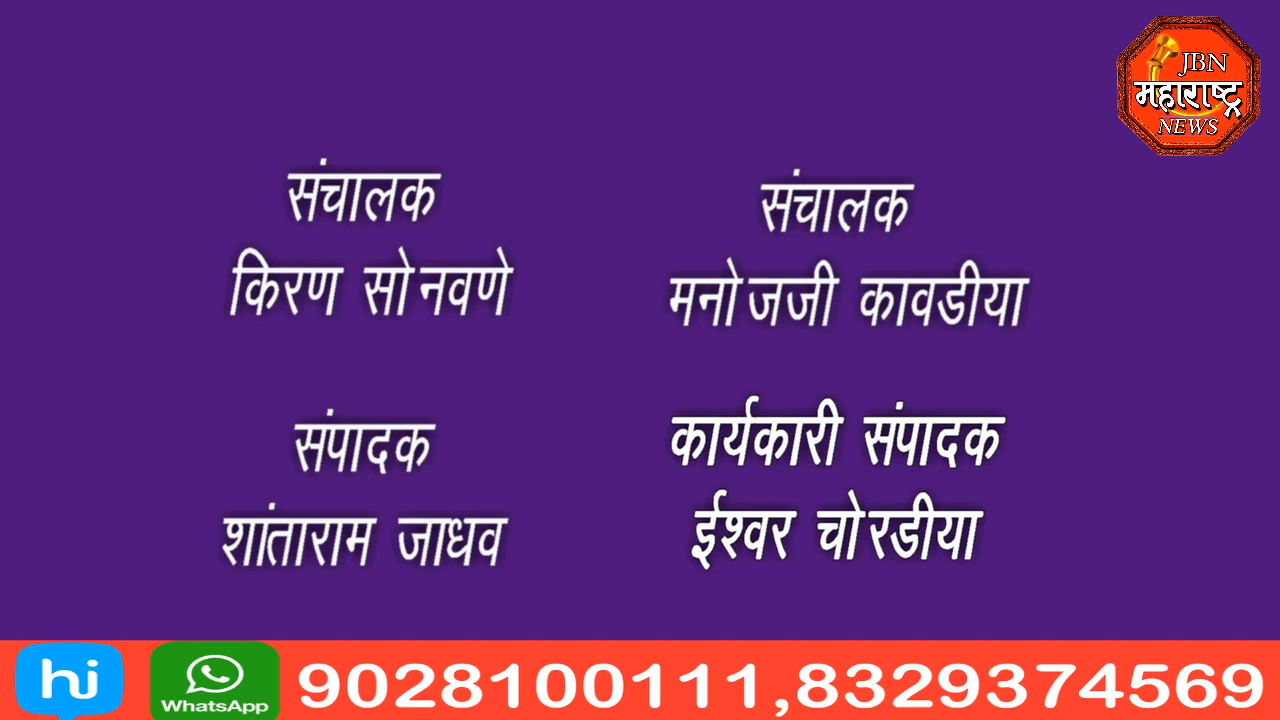 JBN
महाराष्ट्र
NEWS
संचालक
किरण सोनवणे
संचालक
मनोजजी कावडीया
संपादक
शांताराम जाधव
कार्यकारी संपादक
ईश्वर चोरडीया
hi
WhatsApp
9028100111,8329374569